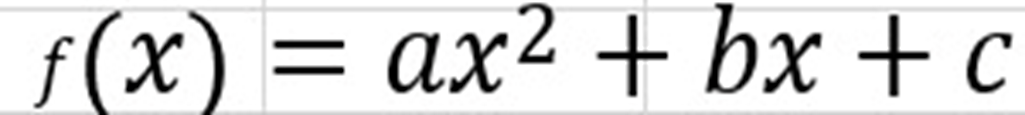 f(x) = ax² + bx + c